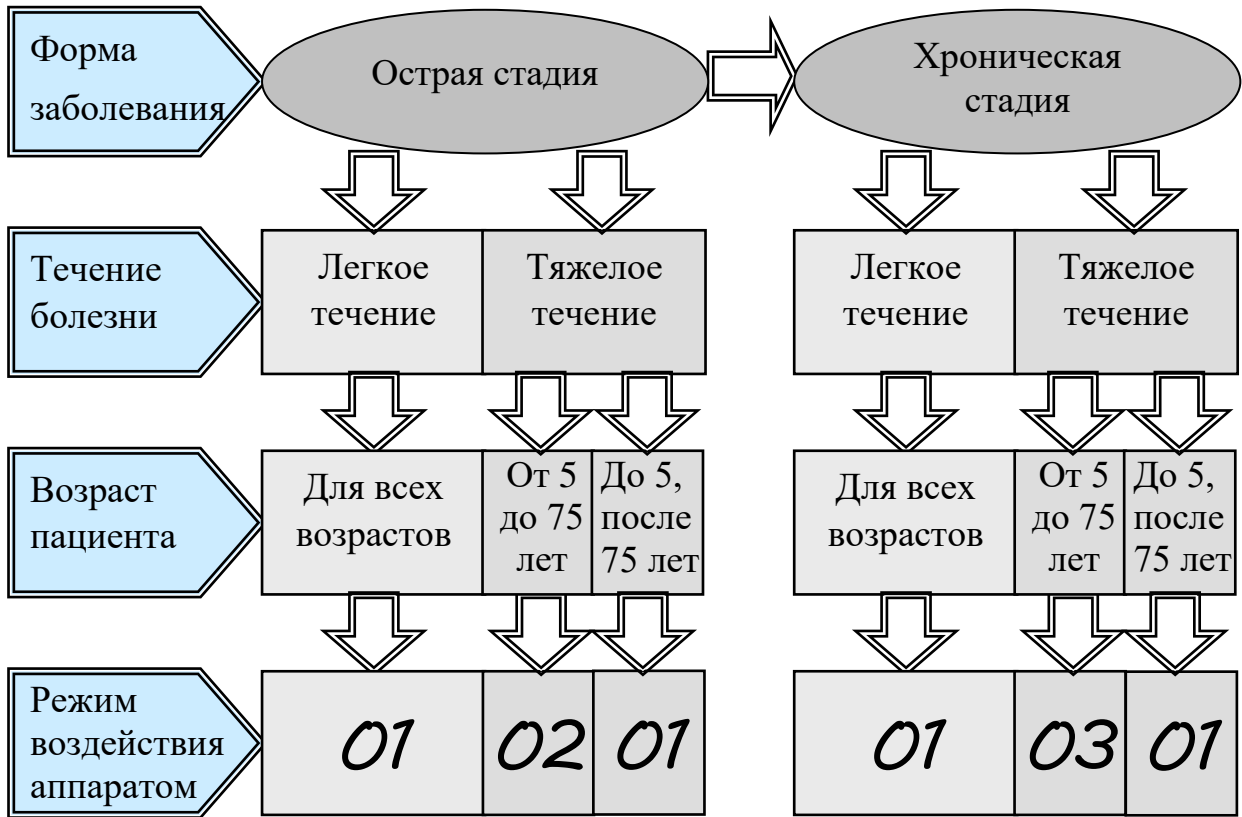 Форма
заболевания
Острая стадия
Хроническая
стадия
Течение
болезни
Легкое
течение
Тяжелое
течение
Легкое
течение
Тяжелое
течение
Возраст
пациента
Для всех
возрастов
От 5
до 75
лет
До 5,
после
75 лет
Для всех
возрастов
От 5
до 75
лет
До 5,
после
75 лет
Режим
воздействия
аппаратом
01
02
01
01
03
01